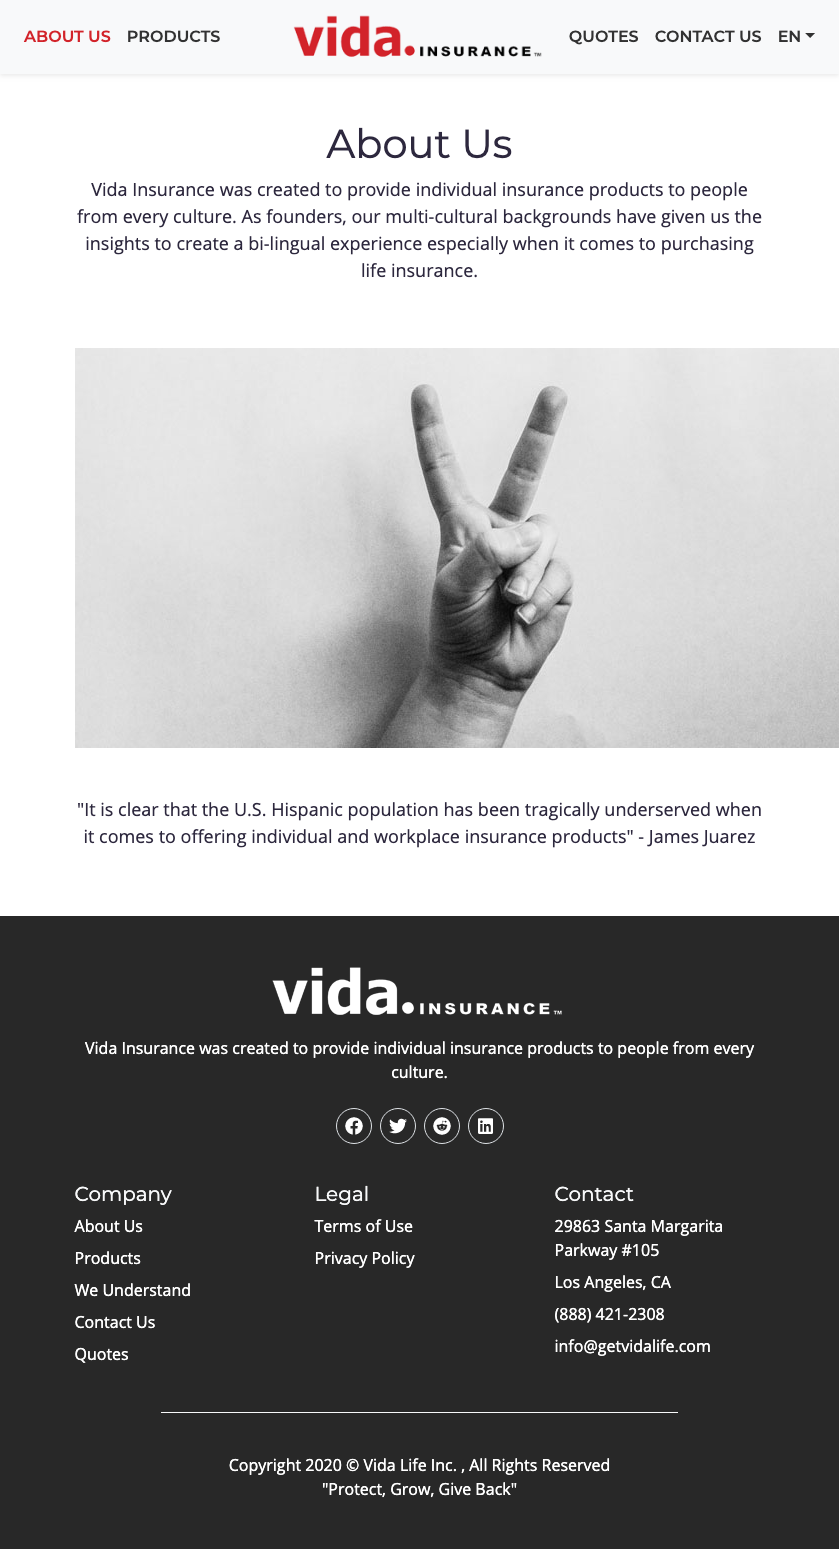 ABOUT US PRODUCTS vida.INSURANCE™ QUOTES CONTACT US EN
About Us
Vida Insurance was created to provide individual insurance products to people
from every culture. As founders, our multi-cultural backgrounds have given us the
insights to create a bi-lingual experience especially when it comes to purchasing
life insurance.
"It is clear that the U.S. Hispanic population has been tragically underserved when
it comes to offering individual and workplace insurance products" - James Juarez
vida.INSURANCE™
Vida Insurance was created to provide individual insurance products to people from every
culture.
Company
About Us
Products
We Understand
Contact Us
Quotes
Legal
Terms of Use
Privacy Policy
Contact
29863 Santa Margarita
Parkway #105
Los Angeles, CA
(888) 421-2308
info@getvidalife.com
Copyright 2020 © Vida Life Inc. , All Rights Reserved
"Protect, Grow, Give Back"